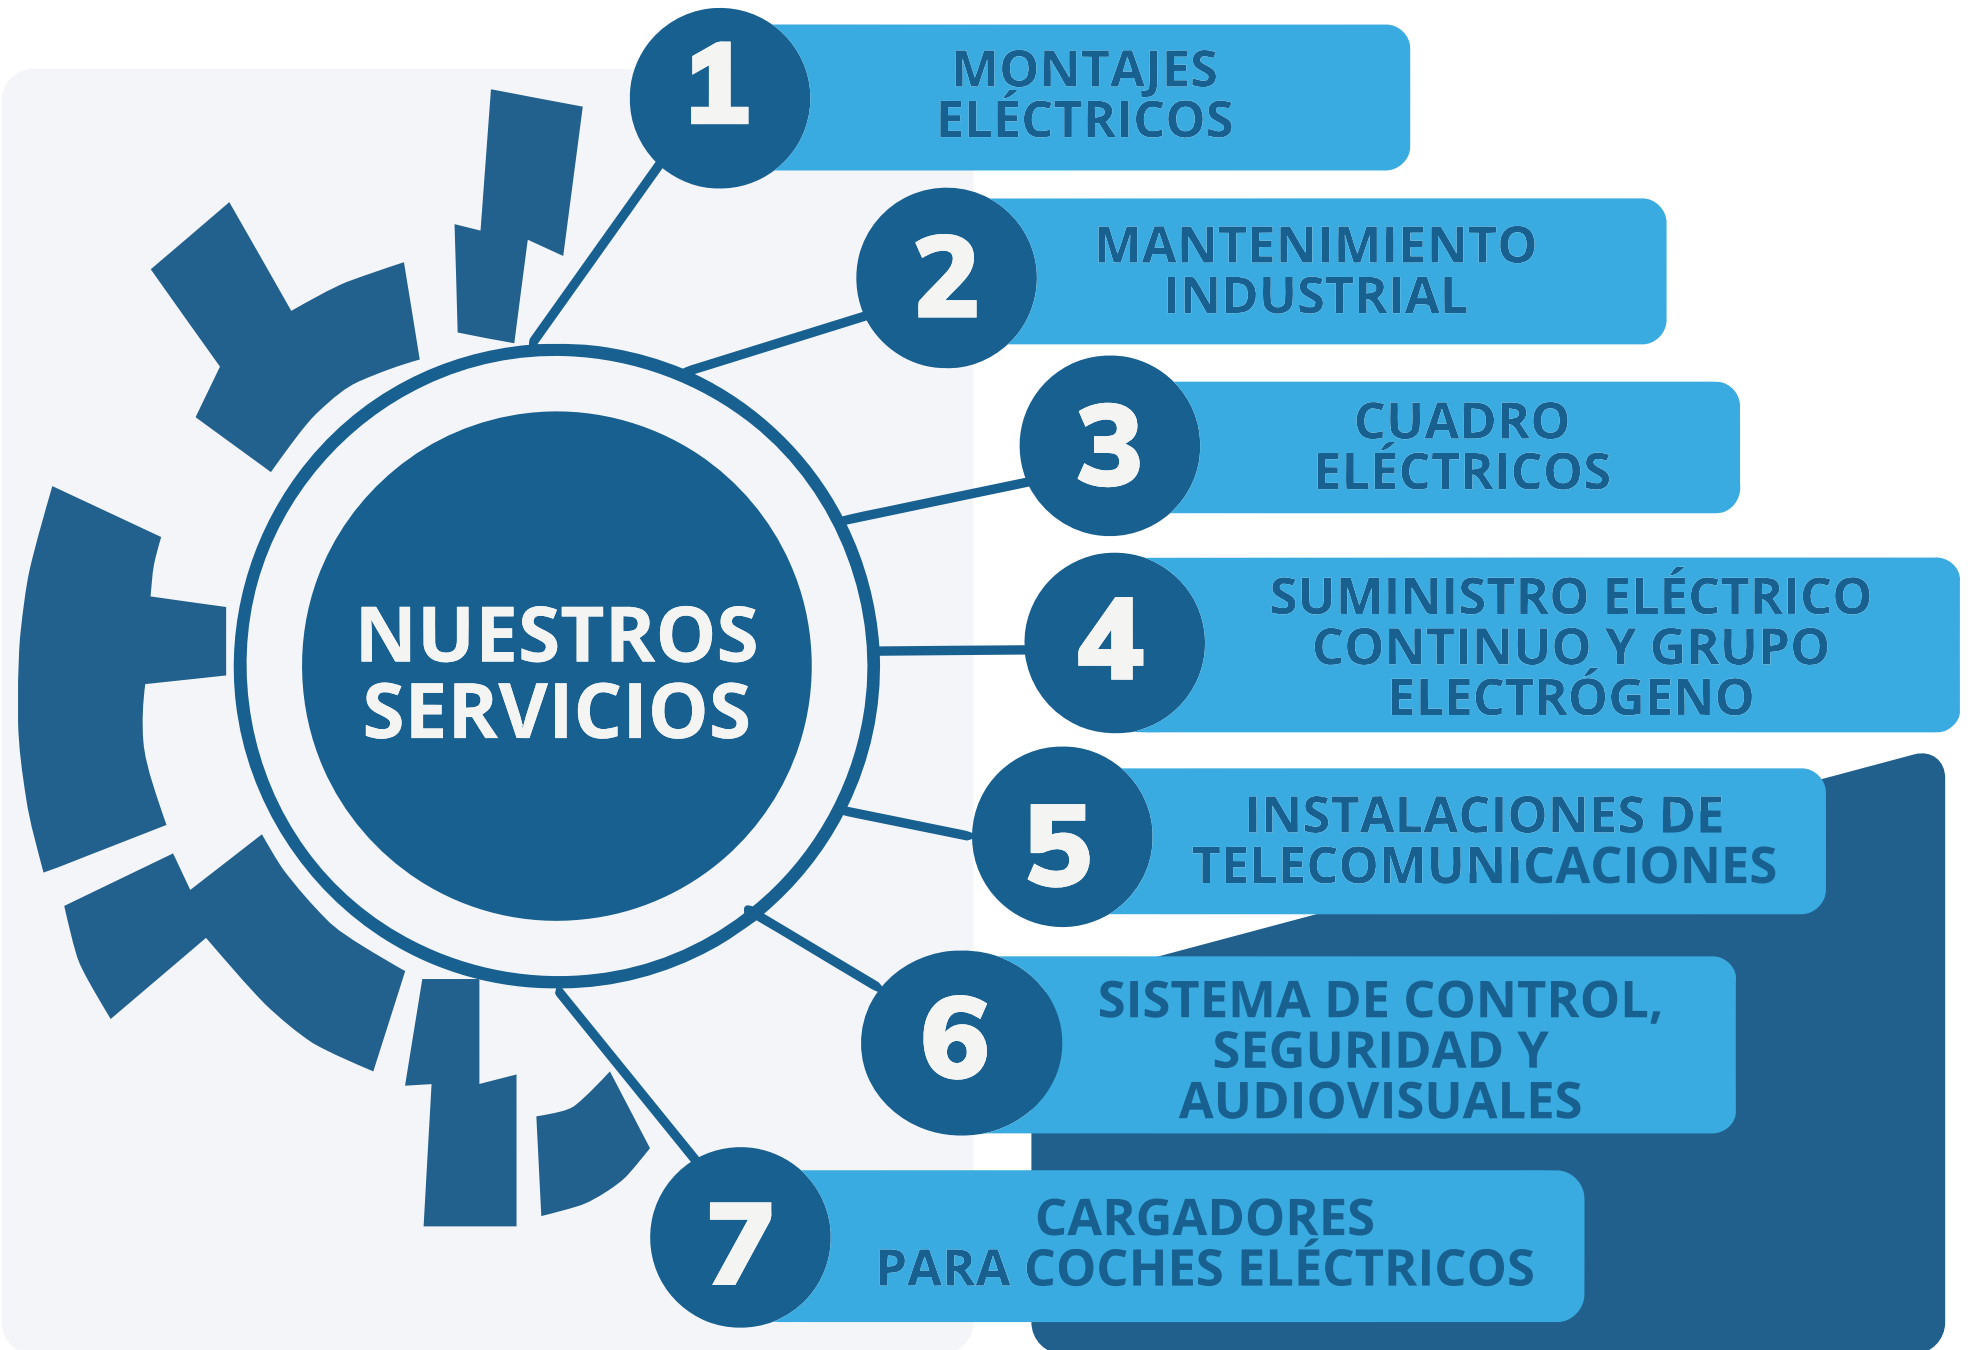 1
MONTAJES
ELÉCTRICOS
2
MANTENIMIENTO
INDUSTRIAL
3
CUADRO
ELÉCTRICOS
4
SUMINISTRO ELÉCTRICO
CONTINUO Y GRUPO
ELECTRÓGENO
NUESTROS
SERVICIOS
5
INSTALACIONES DE
TELECOMUNICACIONES
6
SISTEMA DE CONTROL,
SEGURIDAD Y
AUDIOVISUALES
7
CARGADORES
PARA COCHES ELÉCTRICOS